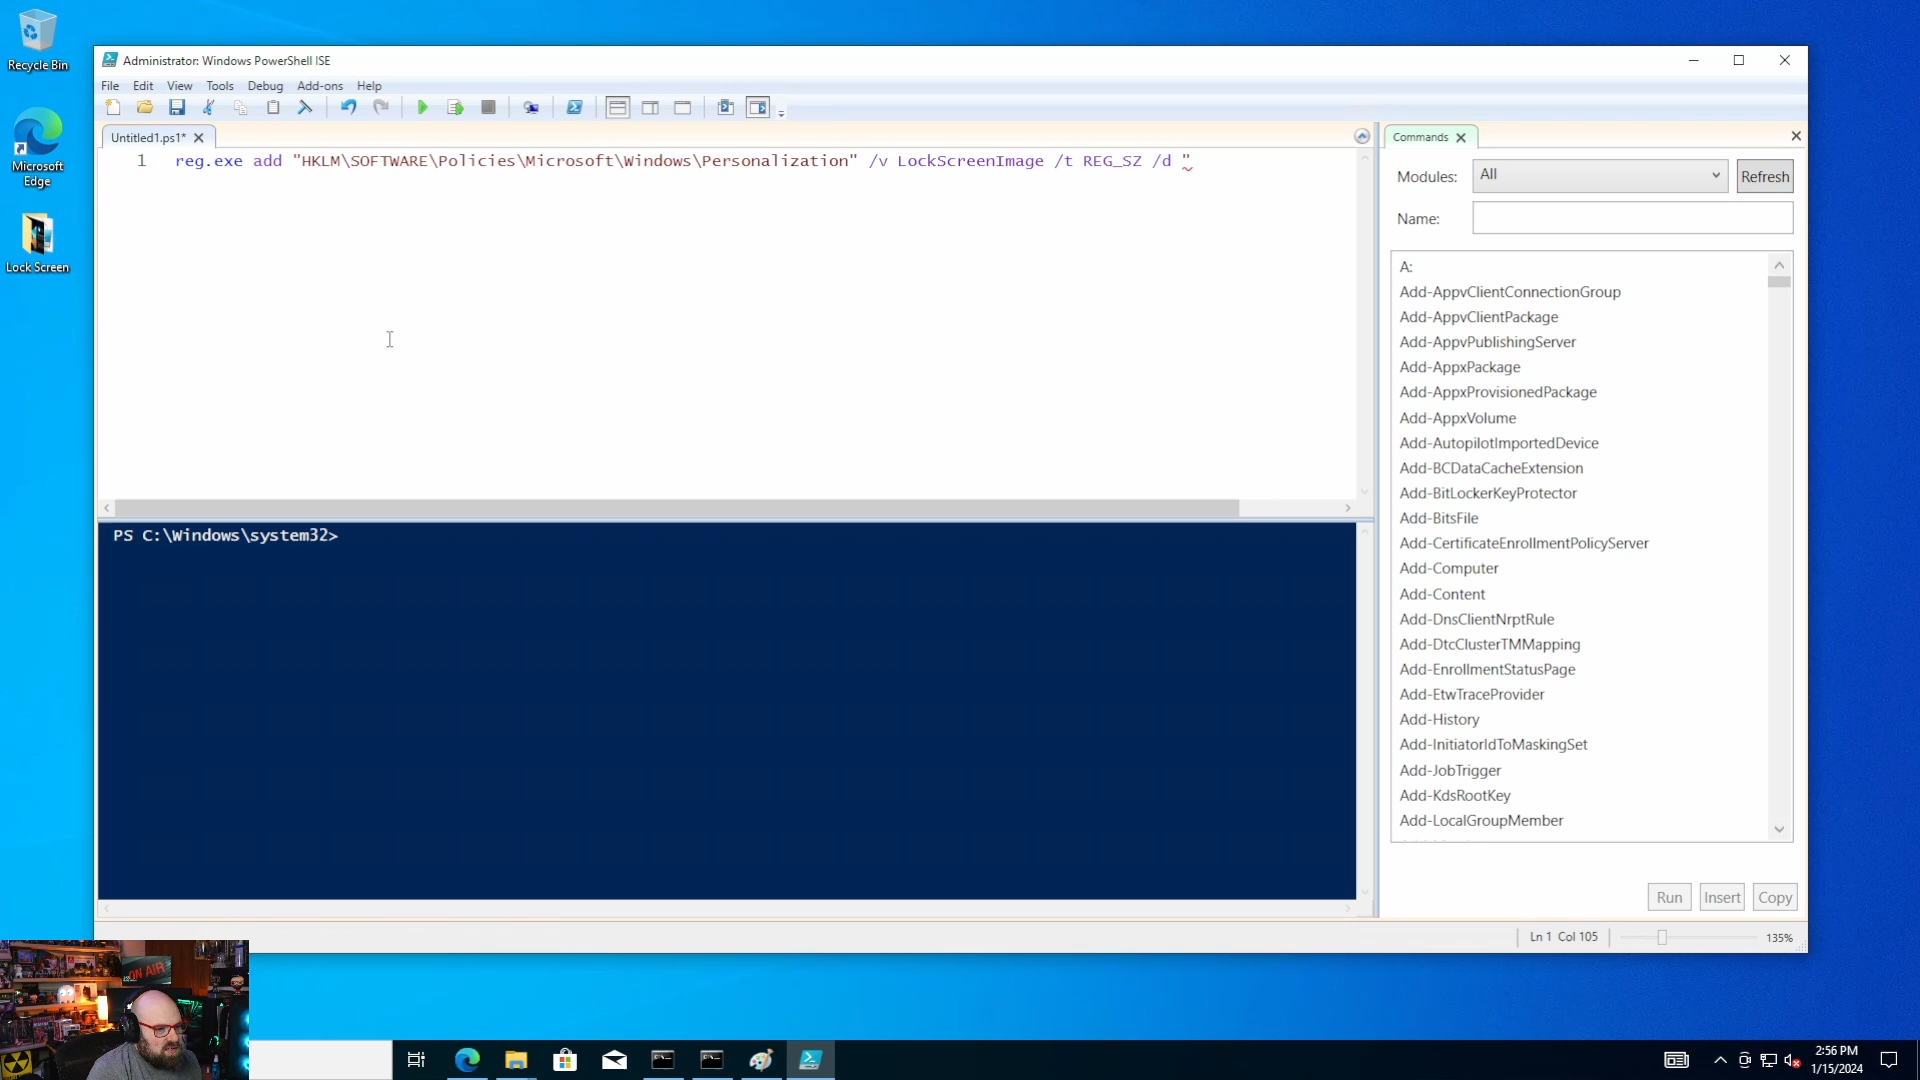 Recycle Bin
Microsoft
Edge
Lock Screen
Administrator: Windows PowerShell ISE
File Edit View Tools Debug Add-ons Help
Untitled1.ps1*
1 reg.exe add "HKLM\SOFTWARE\Policies\Microsoft\Windows\Personalization" /v LockScreenImage /t REG_SZ /d "
PS C:\Windows\system32>
Commands
Modules: All Refresh
Name:
A:
Add-AppvClientConnectionGroup
Add-AppvClientPackage
Add-AppvPublishingServer
Add-AppxPackage
Add-AppxProvisionedPackage
Add-AppxVolume
Add-AutopilotImportedDevice
Add-BCDataCacheExtension
Add-BitLockerKeyProtector
Add-BitsFile
Add-CertificateEnrollmentPolicyServer
Add-Computer
Add-Content
Add-DnsClientNrptRule
Add-DtcClusterTMMapping
Add-EnrollmentStatusPage
Add-EtwTraceProvider
Add-History
Add-InitiatorIdToMaskingSet
Add-JobTrigger
Add-KdsRootKey
Add-LocalGroupMember
Run Insert Copy
Ln 1 Col 105 135%
ON AIR
2:56 PM
1/15/2024